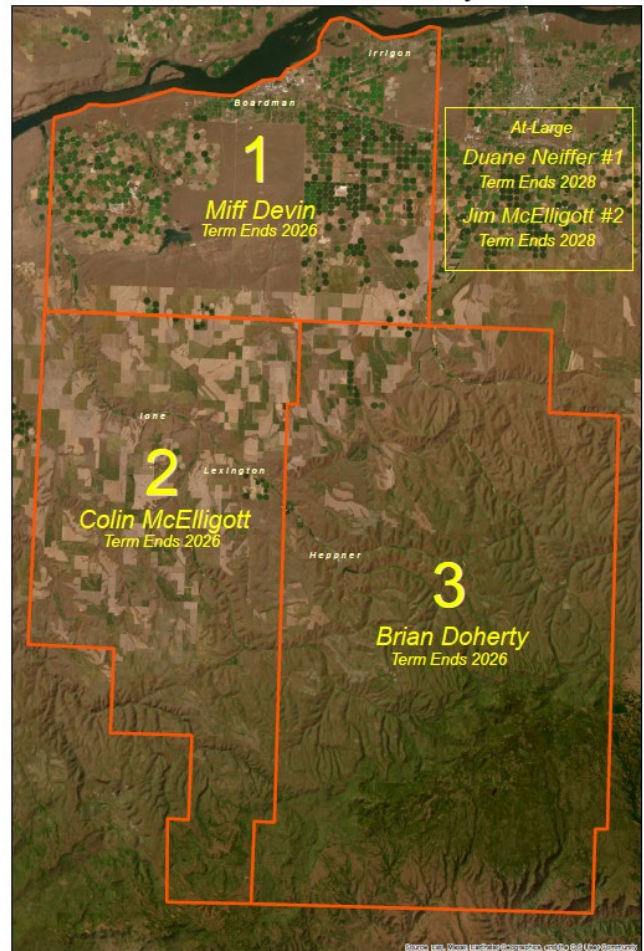 Irrigon
Boardman
1
Miff Devin
Term Ends 2026
At-Large
Duane Neiffer #1
Term Ends 2028
Jim McElligott #2
Term Ends 2028
Ione
Lexington
2
Colin McElligott
Term Ends 2026
Heppner
3
Brian Doherty
Term Ends 2026